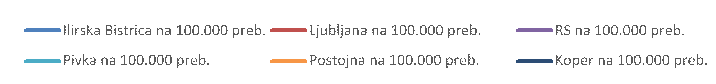 Ilirska Bistrica na 100.000 preb. Ljubljana na 100.000 preb. RS na 100.000 preb.
Pivka na 100.000 preb. Postojna na 100.000 preb. Koper na 100.000 preb.